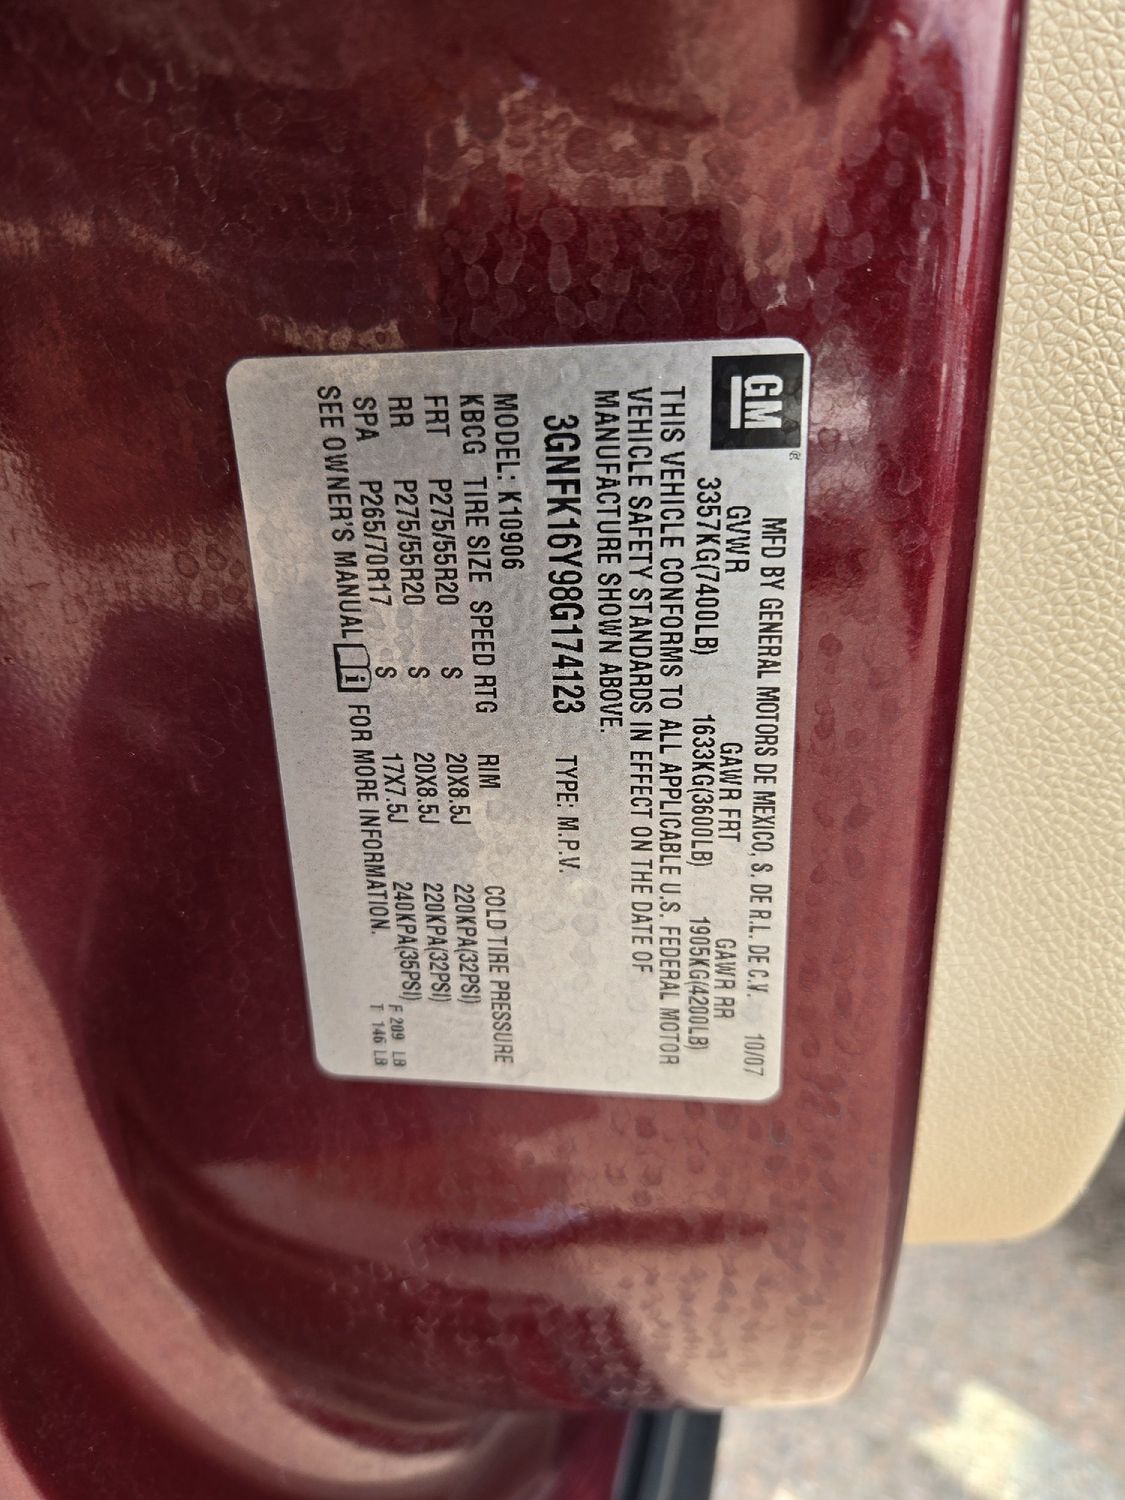 GM®
MFD BY GENERAL MOTORS DE MEXICO, S. DE R.L. DE C.V. 10/07
GVWR GAWR FRT GAWR RR
3357KG(7400LB) 1633KG(3600LB) 1905KG(4200LB)
THIS VEHICLE CONFORMS TO ALL APPLICABLE U.S. FEDERAL MOTOR
VEHICLE SAFETY STANDARDS IN EFFECT ON THE DATE OF
MANUFACTURE SHOWN ABOVE.
3GNFK16Y98G174123 TYPE: M.P.V.
MODEL: K10906
KBCG TIRE SIZE SPEED RTG RIM COLD TIRE PRESSURE
FRT P275/55R20 S 20X8.5J 220KPA(32PSI)
RR P275/55R20 S 20X8.5J 220KPA(32PSI)
SPA P265/70R17 S 17X7.5J 240KPA(35PSI) F 209 LB
SEE OWNER'S MANUAL i FOR MORE INFORMATION. T 146 LB